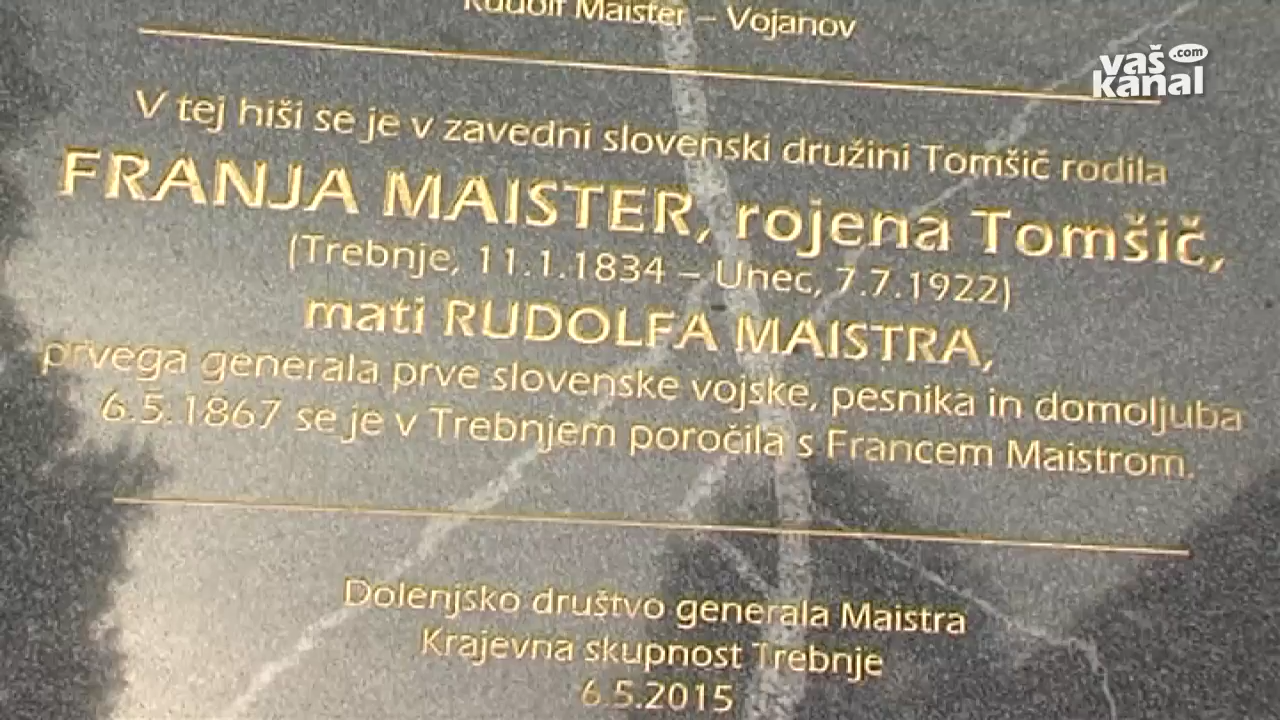 Rudolf Maister – Vojanov
vaš .com
kanal
V tej hiši se je v zavedni slovenski družini Tomšič rodila
FRANJA MAISTER, rojena Tomšič,
(Trebnje, 11.1.1834 – Unec, 7.7.1922)
mati RUDOLFA MAISTRA,
prvega generala prve slovenske vojske, pesnika in domoljuba
6.5.1867 se je v Trebnjem poročila s Francem Maistrom.
Dolenjsko društvo generala Maistra
Krajevna skupnost Trebnje
6.5.2015